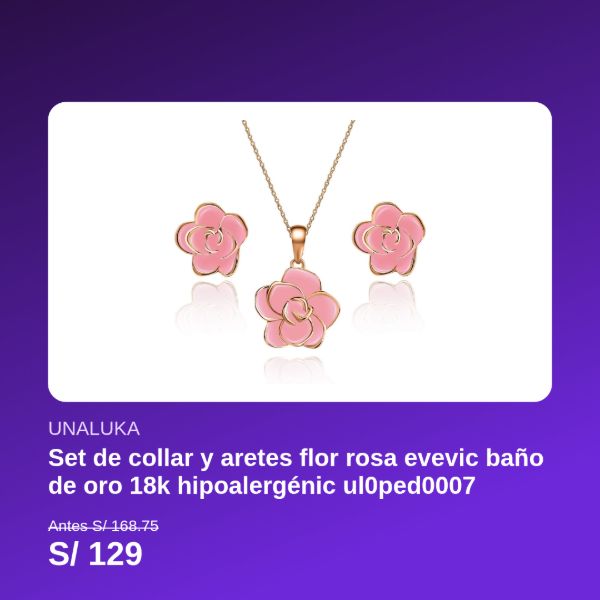 UNALUKA
Set de collar y aretes flor rosa evevic baño
de oro 18k hipoalergénic ul0ped0007
Antes S/ 168.75
S/ 129